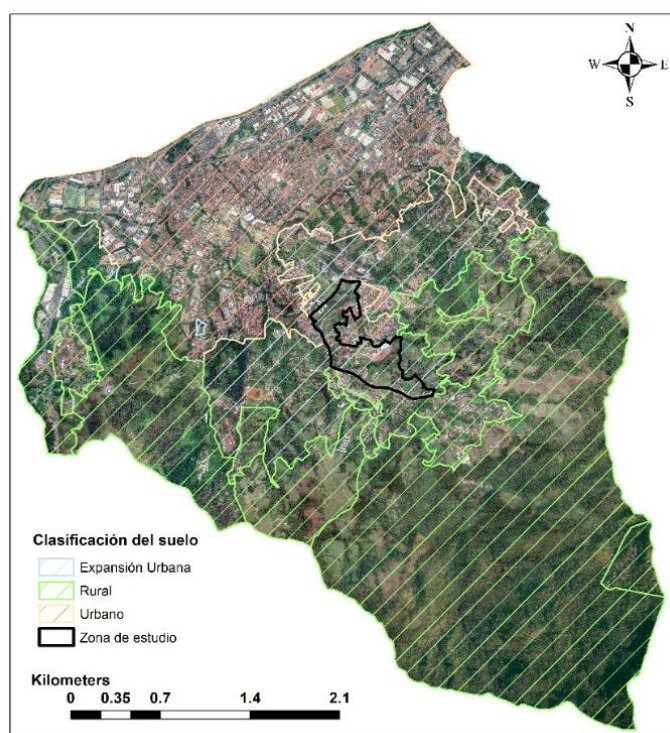 N
W E
S
Clasificación del suelo
Expansión Urbana
Rural
Urbano
Zona de estudio
Kilometers
0 0.35 0.7 1.4 2.1